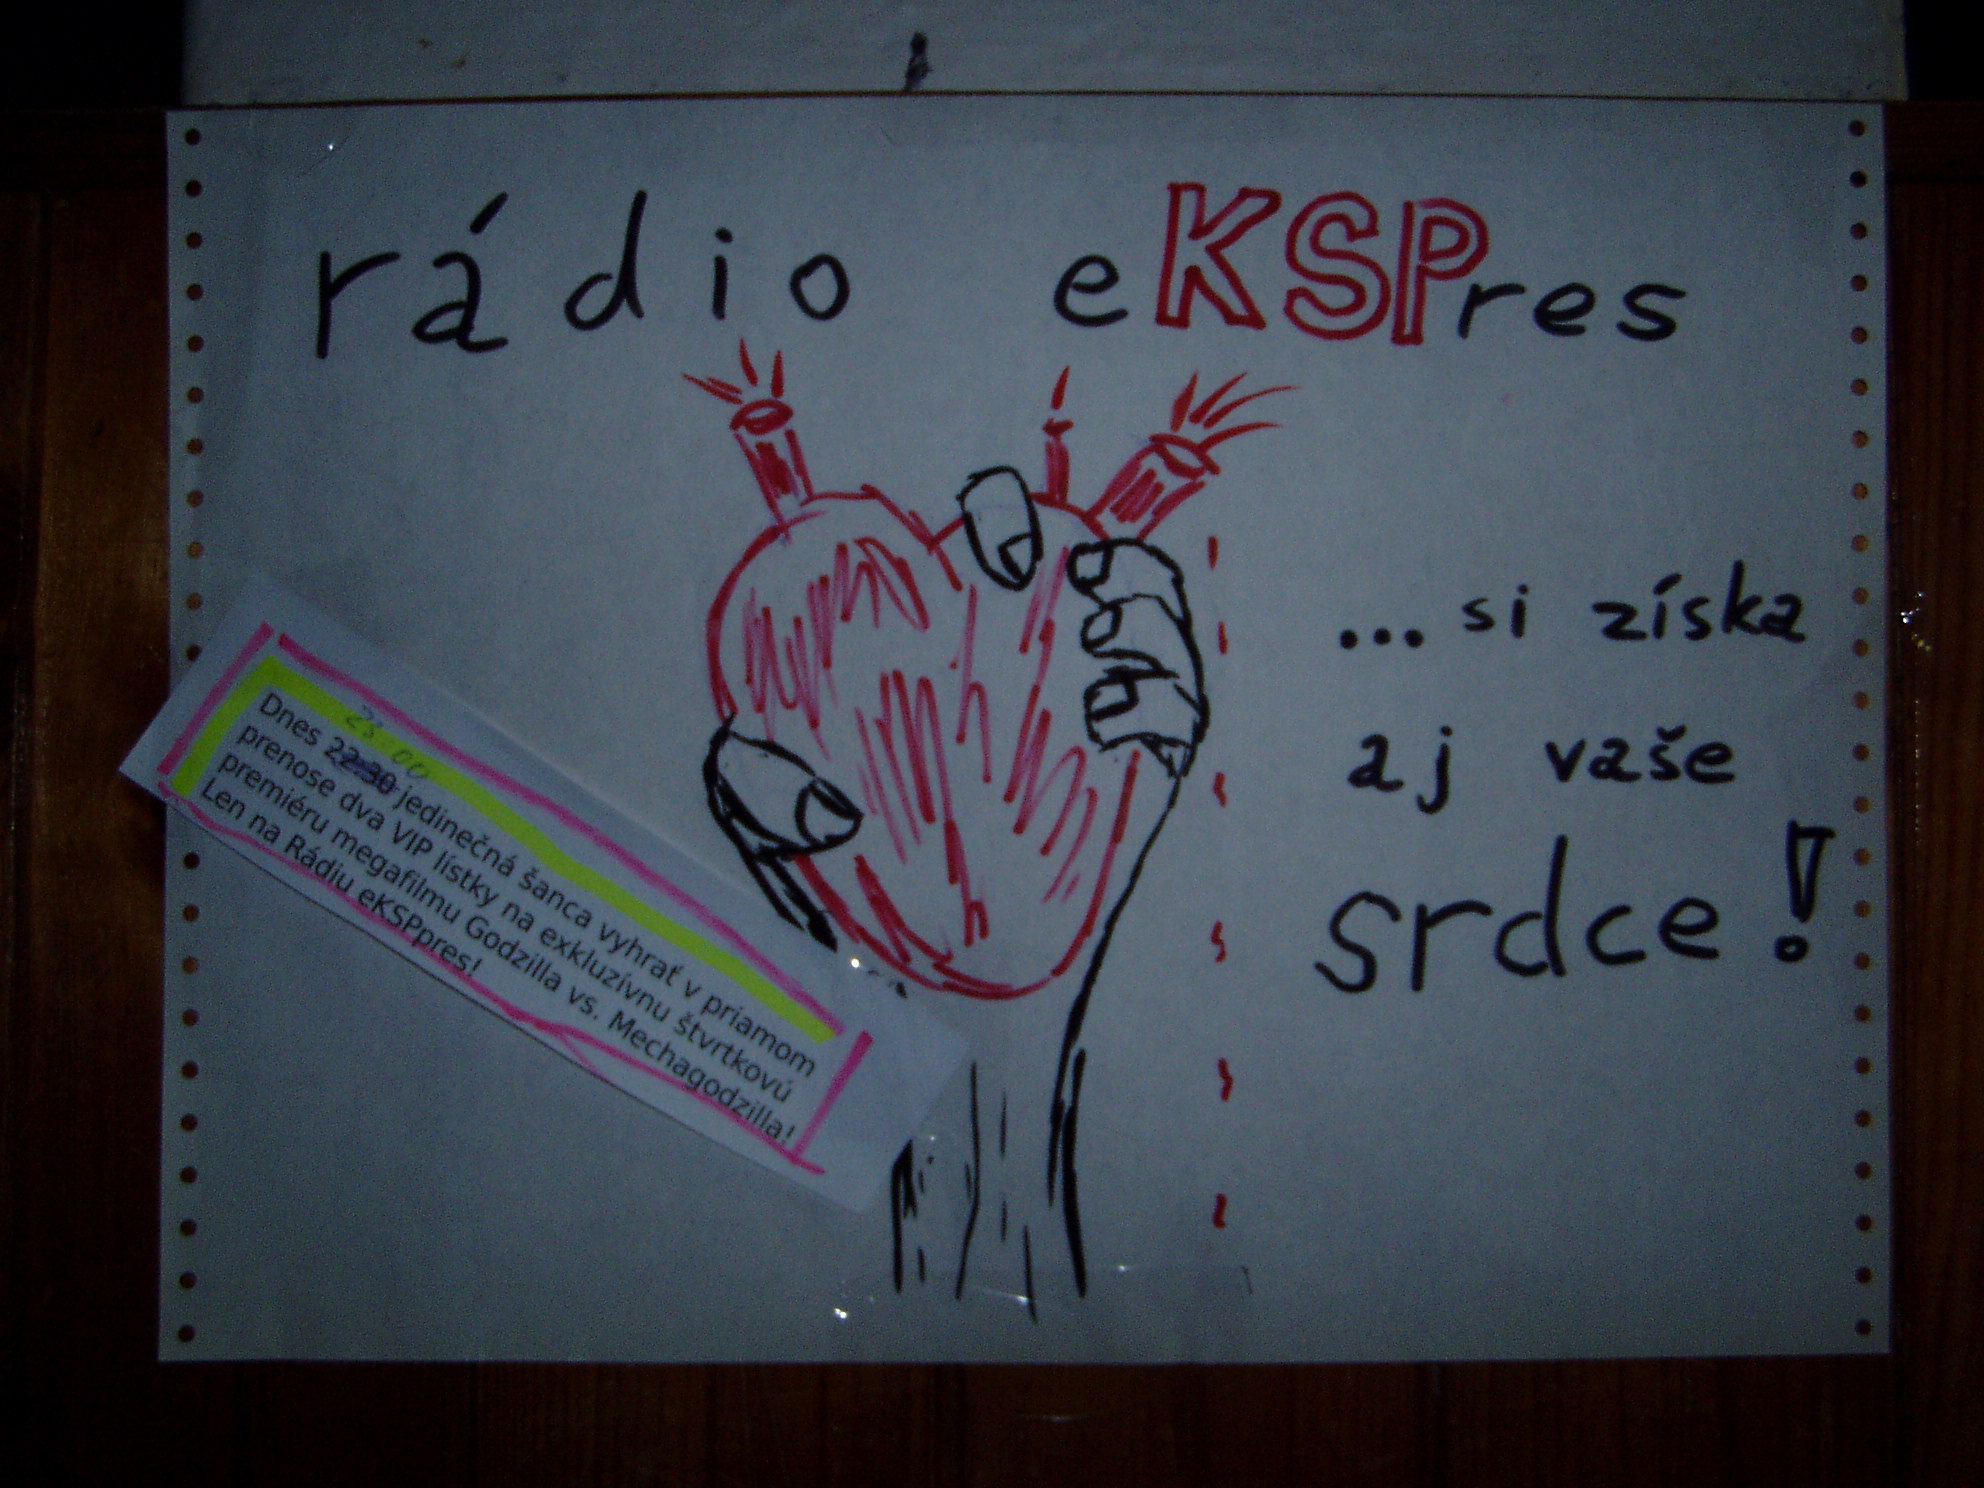 rádio eKSPres
...si získa
aj vaše
srdce!
23:00
Dnes 22:30 jedinečná šanca vyhrať v priamom
prenose dva VIP lístky na exkluzívnu štvrtkovú
premiéru megafilmu Godzilla vs. Mechagodzilla!
Len na Rádiu eKSPpres!